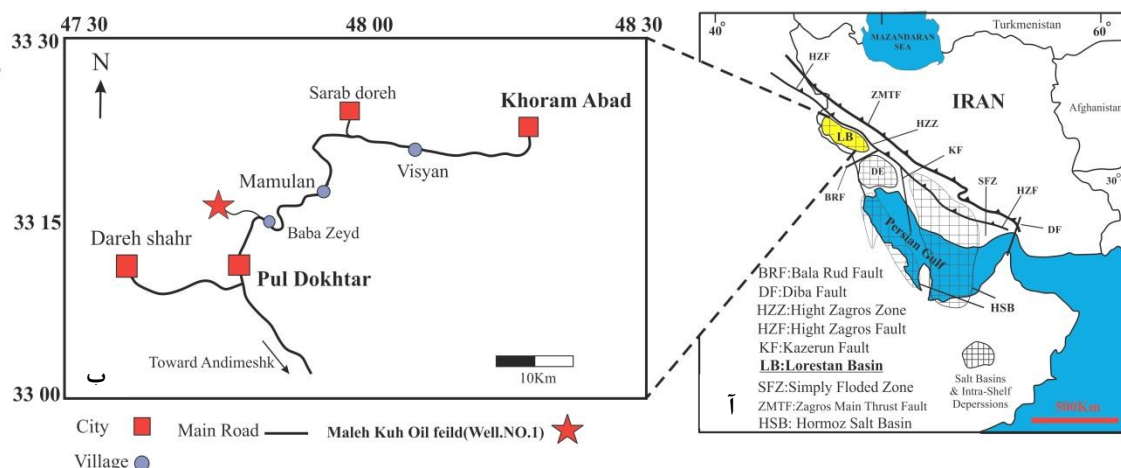 47 30
48 00
48 30
33 30
N
Sarab doreh
Khoram Abad
Visyan
Mamulan
33 15
Baba Zeyd
Dareh shahr
Pul Dokhtar
Toward Andimeshk
10Km
ب
33 00
City
Main Road
Maleh Kuh Oil feild(Well.NO.1)
Village
40°
60°
Turkmenistan
MAZANDARAN
SEA
HZF
ZMTF
IRAN
Afghanistan
HZZ
LB
KF
DE
SFZ
HZF
30°
BRF
DF
Persian Gulf
HSB
BRF:Bala Rud Fault
DF:Diba Fault
HZZ:Hight Zagros Zone
HZF:Hight Zagros Fault
KF:Kazerun Fault
LB:Lorestan Basin
SFZ:Simply Floded Zone
ZMTF:Zagros Main Thrust Fault
HSB: Hormoz Salt Basin
Salt Basins
& Intra-Shelf
Deperssions
آ
500Km